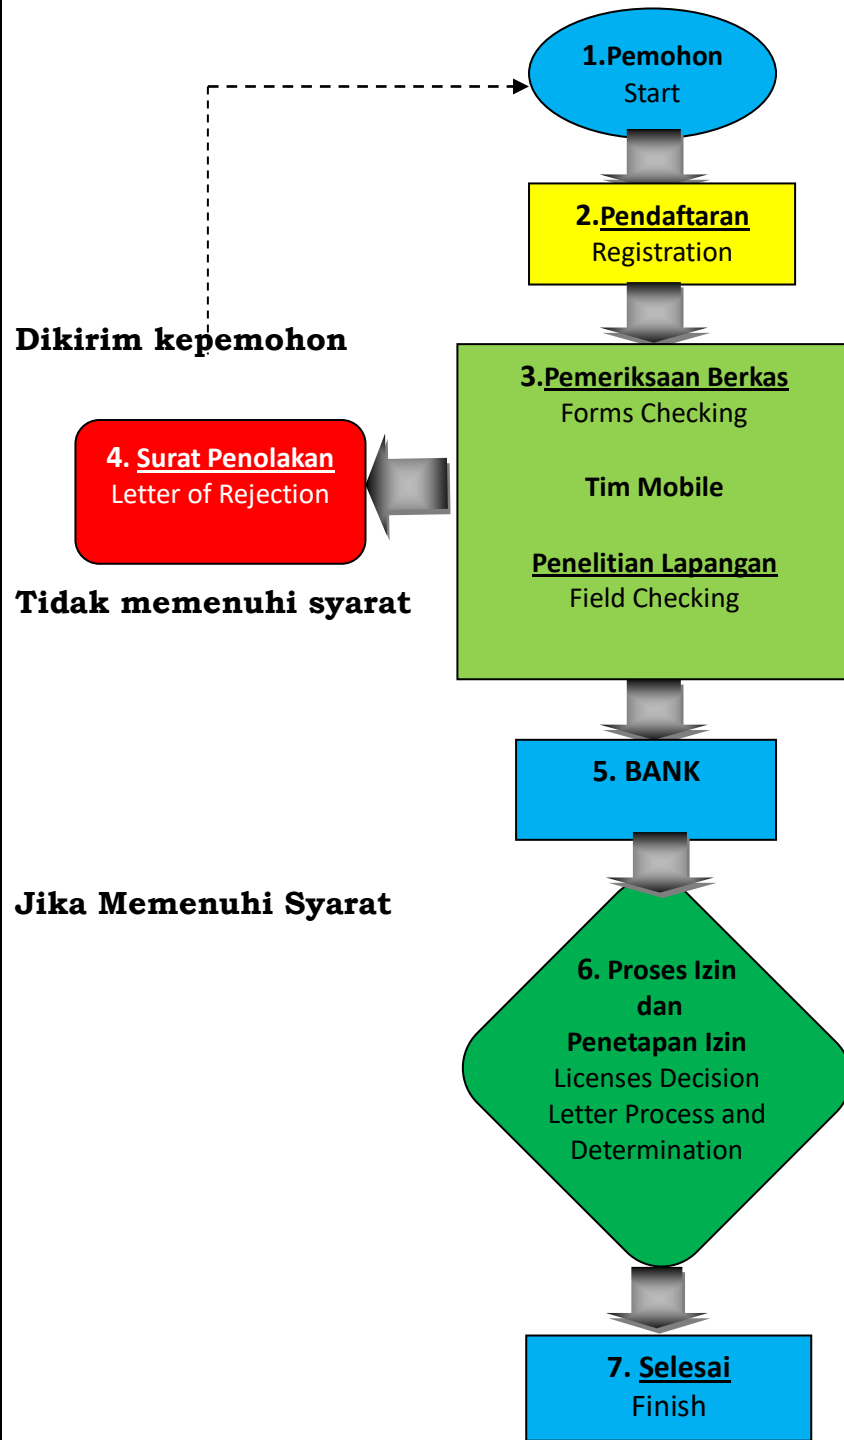 1.Pemohon
Start
2.Pendaftaran
Registration
Dikirim kepemohon
3.Pemeriksaan Berkas
Forms Checking
Tim Mobile
Penelitian Lapangan
Field Checking
4. Surat Penolakan
Letter of Rejection
Tidak memenuhi syarat
5. BANK
Jika Memenuhi Syarat
6. Proses Izin
dan
Penetapan Izin
Licenses Decision
Letter Process and
Determination
7. Selesai
Finish